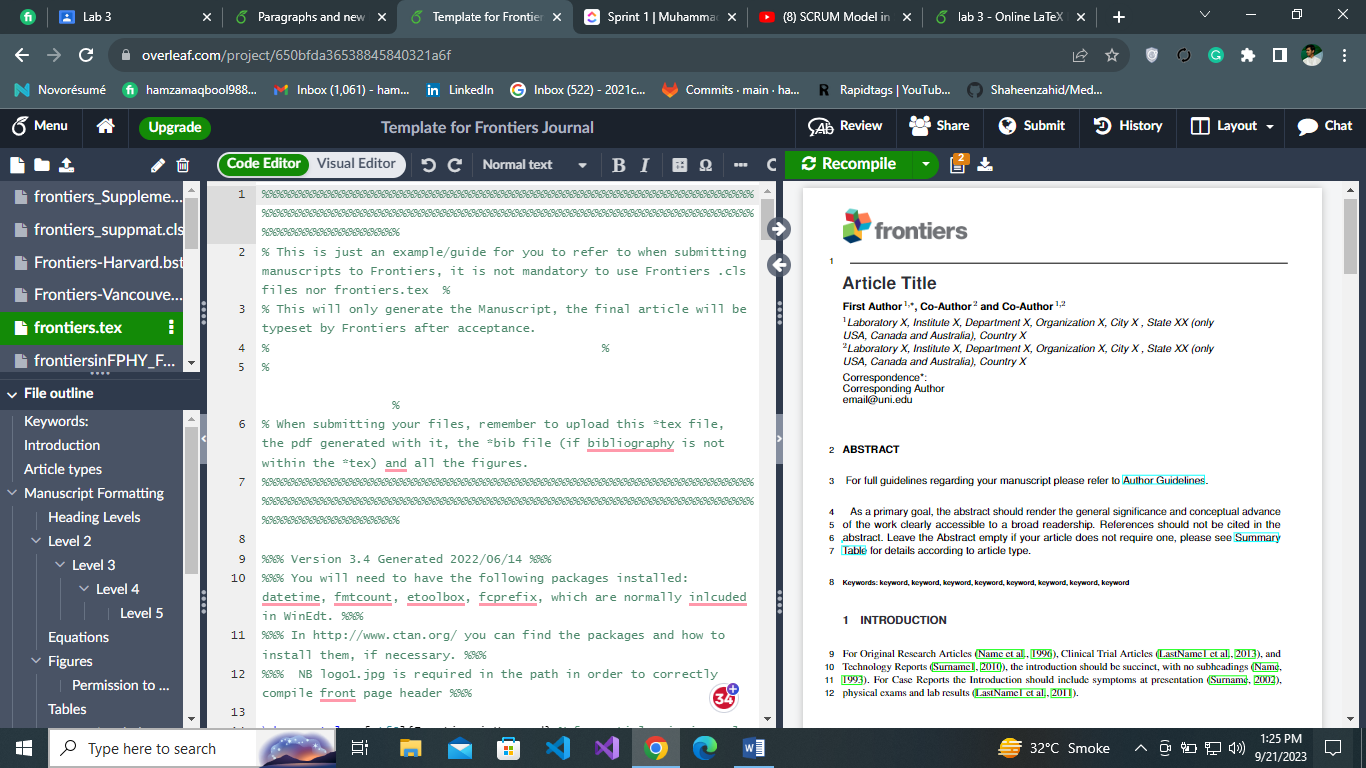 Lab 3
Paragraphs and new
Template for Frontier
Sprint 1 | Muhammad
(8) SCRUM Model in
lab 3 - Online LaTeX
overleaf.com/project/650bfda36538845840321a6f
Novorésumé
hamzamaqbool988...
Inbox (1,061) - ham...
LinkedIn
Inbox (522) - 2021c...
Commits · main · ha...
Rapidtags | YouTub...
Shaheenzahid/Med...
Menu
Upgrade
Template for Frontiers Journal
Review
Share
Submit
History
Layout
Chat
Code Editor
Visual Editor
Normal text
B I
Ω
Recompile
2
frontiers_Suppleme...
frontiers_suppmat.cls
Frontiers-Harvard.bst
Frontiers-Vancouve...
frontiers.tex
frontiersinFPHY_F...
File outline
Keywords:
Introduction
Article types
Manuscript Formatting
Heading Levels
Level 2
Level 3
Level 4
Level 5
Equations
Figures
Permission to ...
Tables
1 %%%%%%%%%%%%%%%%%%%%%%%%%%%%%%%%%%%%%%%%%%%%%%%%%%%%%%%%%%%%%%%%%
%%%%%%%%%%%%%%%%%%%%%%%%%%%%%%%%%%%%%%%%%%%%%%%%%%%%%%%%%%%%%%%%%
%%%%%%%%%%%%%%%%%%
2 % This is just an example/guide for you to refer to when submitting
manuscripts to Frontiers, it is not mandatory to use Frontiers .cls
files nor frontiers.tex %
3 % This will only generate the Manuscript, the final article will be
typeset by Frontiers after acceptance.
4 % %
5 %
%
6 % When submitting your files, remember to upload this *tex file,
the pdf generated with it, the *bib file (if bibliography is not
within the *tex) and all the figures.
7 %%%%%%%%%%%%%%%%%%%%%%%%%%%%%%%%%%%%%%%%%%%%%%%%%%%%%%%%%%%%%%%%%
%%%%%%%%%%%%%%%%%%%%%%%%%%%%%%%%%%%%%%%%%%%%%%%%%%%%%%%%%%%%%%%%%
%%%%%%%%%%%%%%%%%%
8
9 %%% Version 3.4 Generated 2022/06/14 %%%
10 %%% You will need to have the following packages installed:
datetime, fmtcount, etoolbox, fcprefix, which are normally inlcuded
in WinEdt. %%%
11 %%% In http://www.ctan.org/ you can find the packages and how to
install them, if necessary. %%%
12 %%% NB logo1.jpg is required in the path in order to correctly
compile front page header %%%
13
34
frontiers
1
Article Title
First Author 1,*, Co-Author 2 and Co-Author 1,2
1Laboratory X, Institute X, Department X, Organization X, City X , State XX (only
USA, Canada and Australia), Country X
2Laboratory X, Institute X, Department X, Organization X, City X , State XX (only
USA, Canada and Australia), Country X
Correspondence*:
Corresponding Author
email@uni.edu
2 ABSTRACT
3 For full guidelines regarding your manuscript please refer to Author Guidelines.
4 As a primary goal, the abstract should render the general significance and conceptual advance
5 of the work clearly accessible to a broad readership. References should not be cited in the
6 abstract. Leave the Abstract empty if your article does not require one, please see Summary
7 Table for details according to article type.
8 Keywords: keyword, keyword, keyword, keyword, keyword, keyword, keyword, keyword
1 INTRODUCTION
9 For Original Research Articles (Name et al., 1996), Clinical Trial Articles (LastName1 et al., 2013), and
10 Technology Reports (Surname1, 2010), the introduction should be succinct, with no subheadings (Name,
11 1993). For Case Reports the Introduction should include symptoms at presentation (Surname, 2002),
12 physical exams and lab results (LastName1 et al., 2011).
Type here to search
32°C Smoke
1:25 PM
9/21/2023